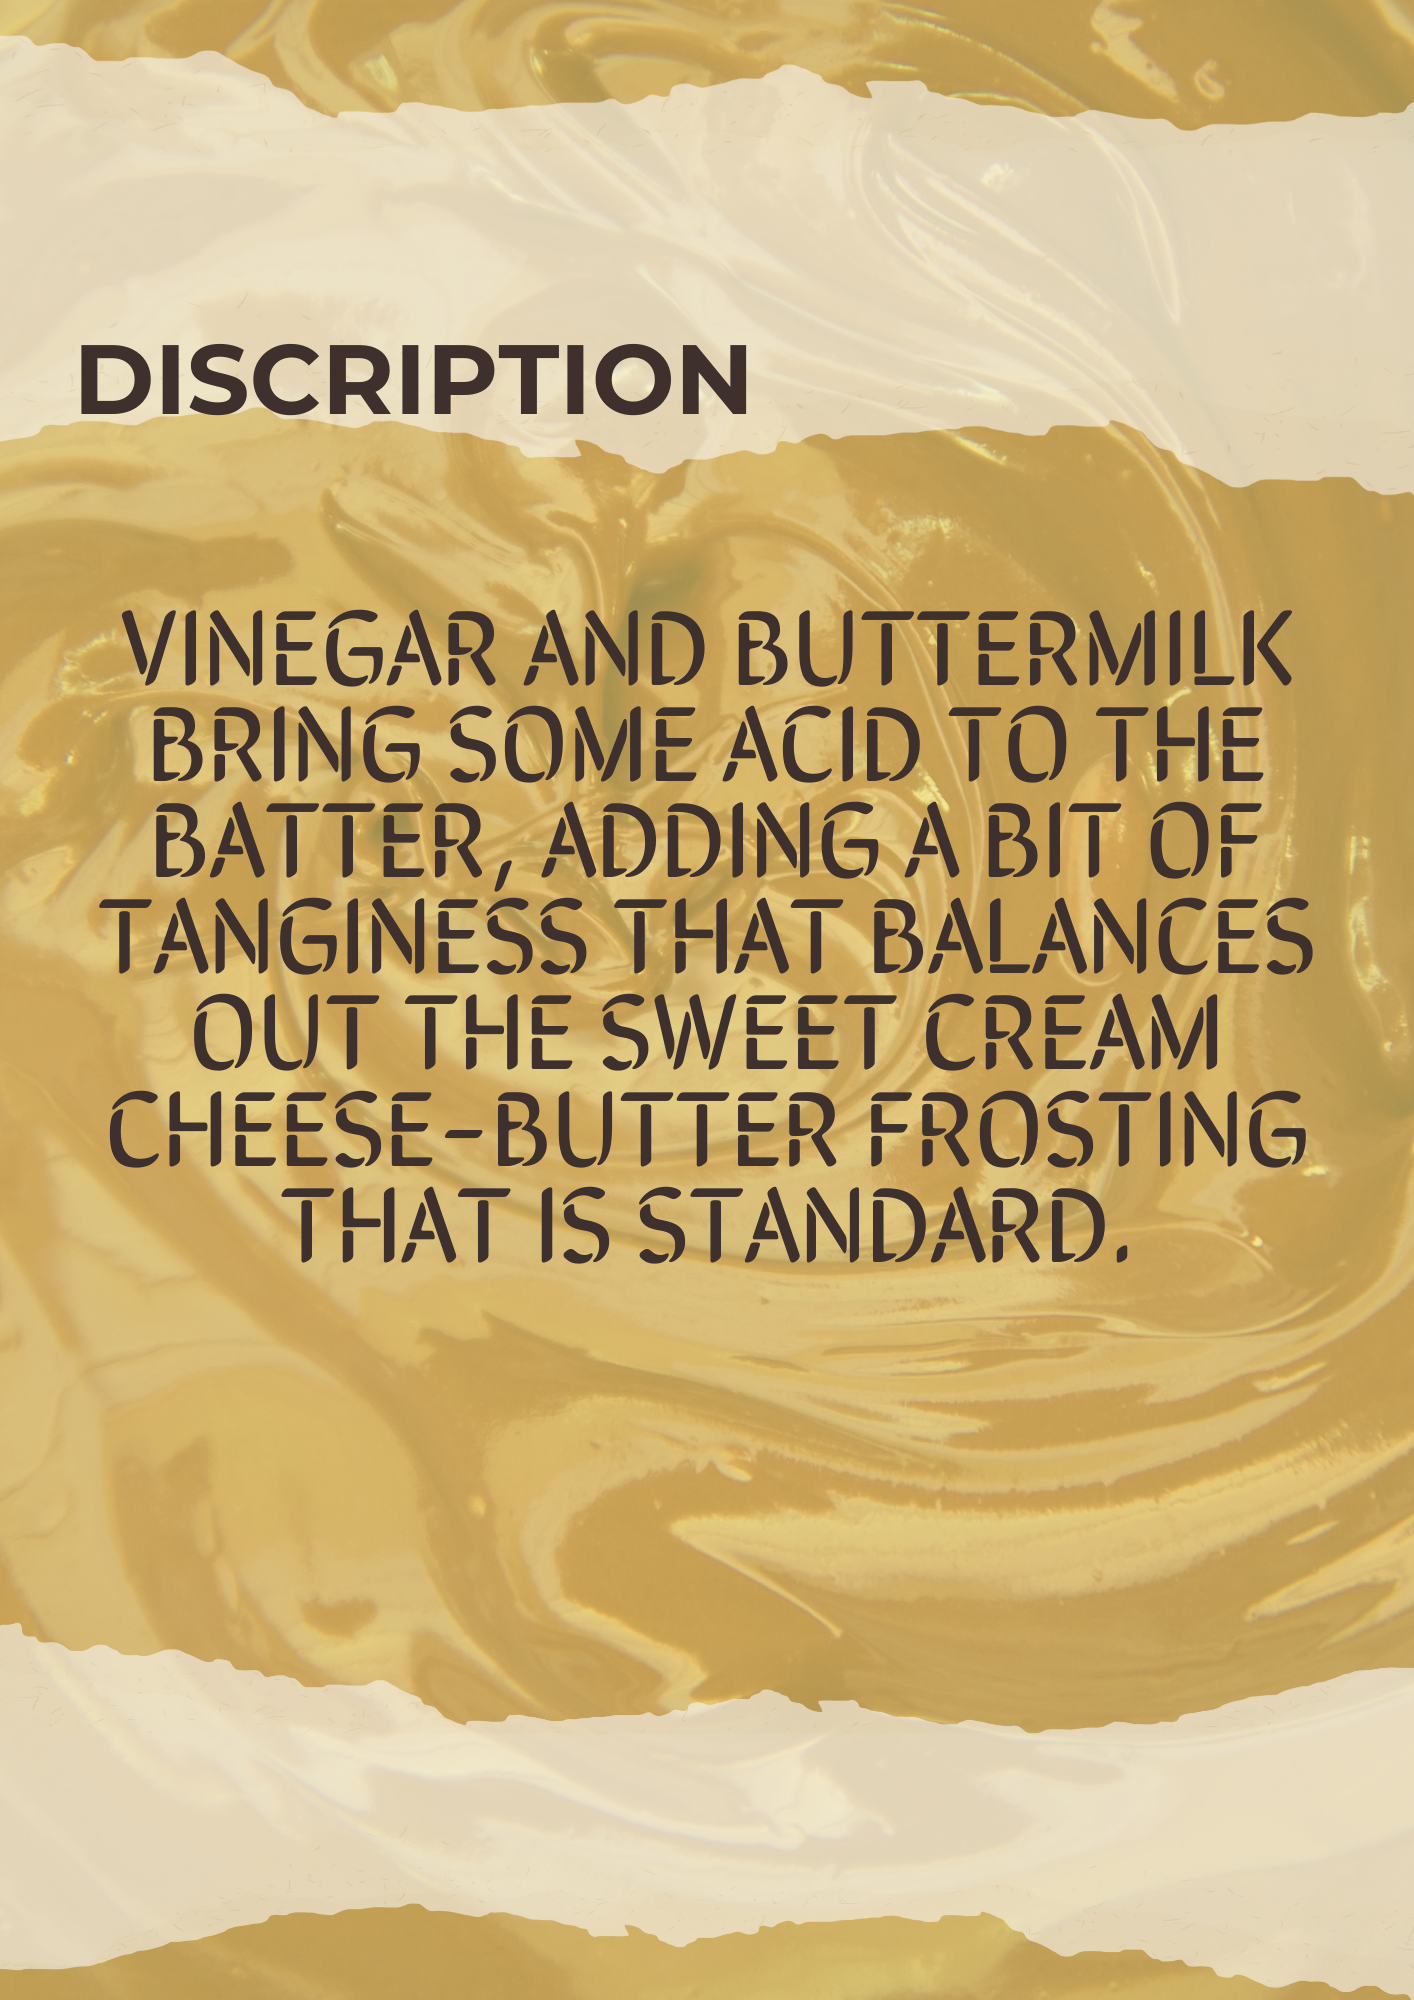 DISCRIPTION
VINEGAR AND BUTTERMILK
BRING SOME ACID TO THE
BATTER, ADDING A BIT OF
TANGINESS THAT BALANCES
OUT THE SWEET CREAM
CHEESE-BUTTER FROSTING
THAT IS STANDARD.